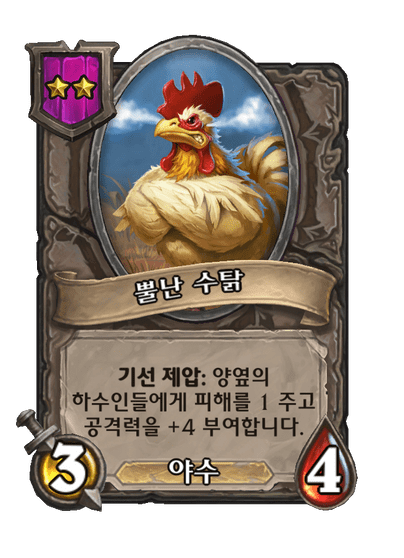 뿔난 수탉
기선 제압: 양옆의
하수인들에게 피해를 1 주고
공격력을 +4 부여합니다.
3
야수
4